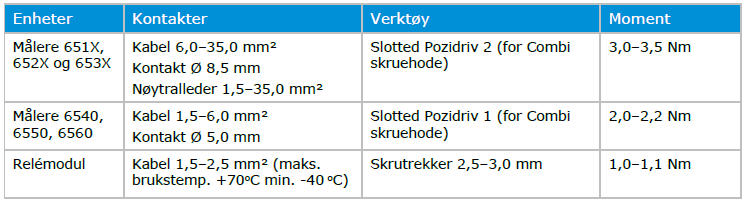 Enheter Kontakter Verktøy Moment
Målere 651X, Kabel 6,0–35,0 mm² Slotted Pozidriv 2 (for Combi 3,0–3,5 Nm
652X og 653X Kontakt Ø 8,5 mm skruehode)
Nøytralleder 1,5–35,0 mm²
Målere 6540, Kabel 1,5–6,0 mm² Slotted Pozidriv 1 (for Combi 2,0–2,2 Nm
6550, 6560 Kontakt Ø 5,0 mm skruehode)
Relémodul Kabel 1,5–2,5 mm² (maks. Skrutrekker 2,5–3,0 mm 1,0–1,1 Nm
brukstemp. +70ºC min. -40 ºC)